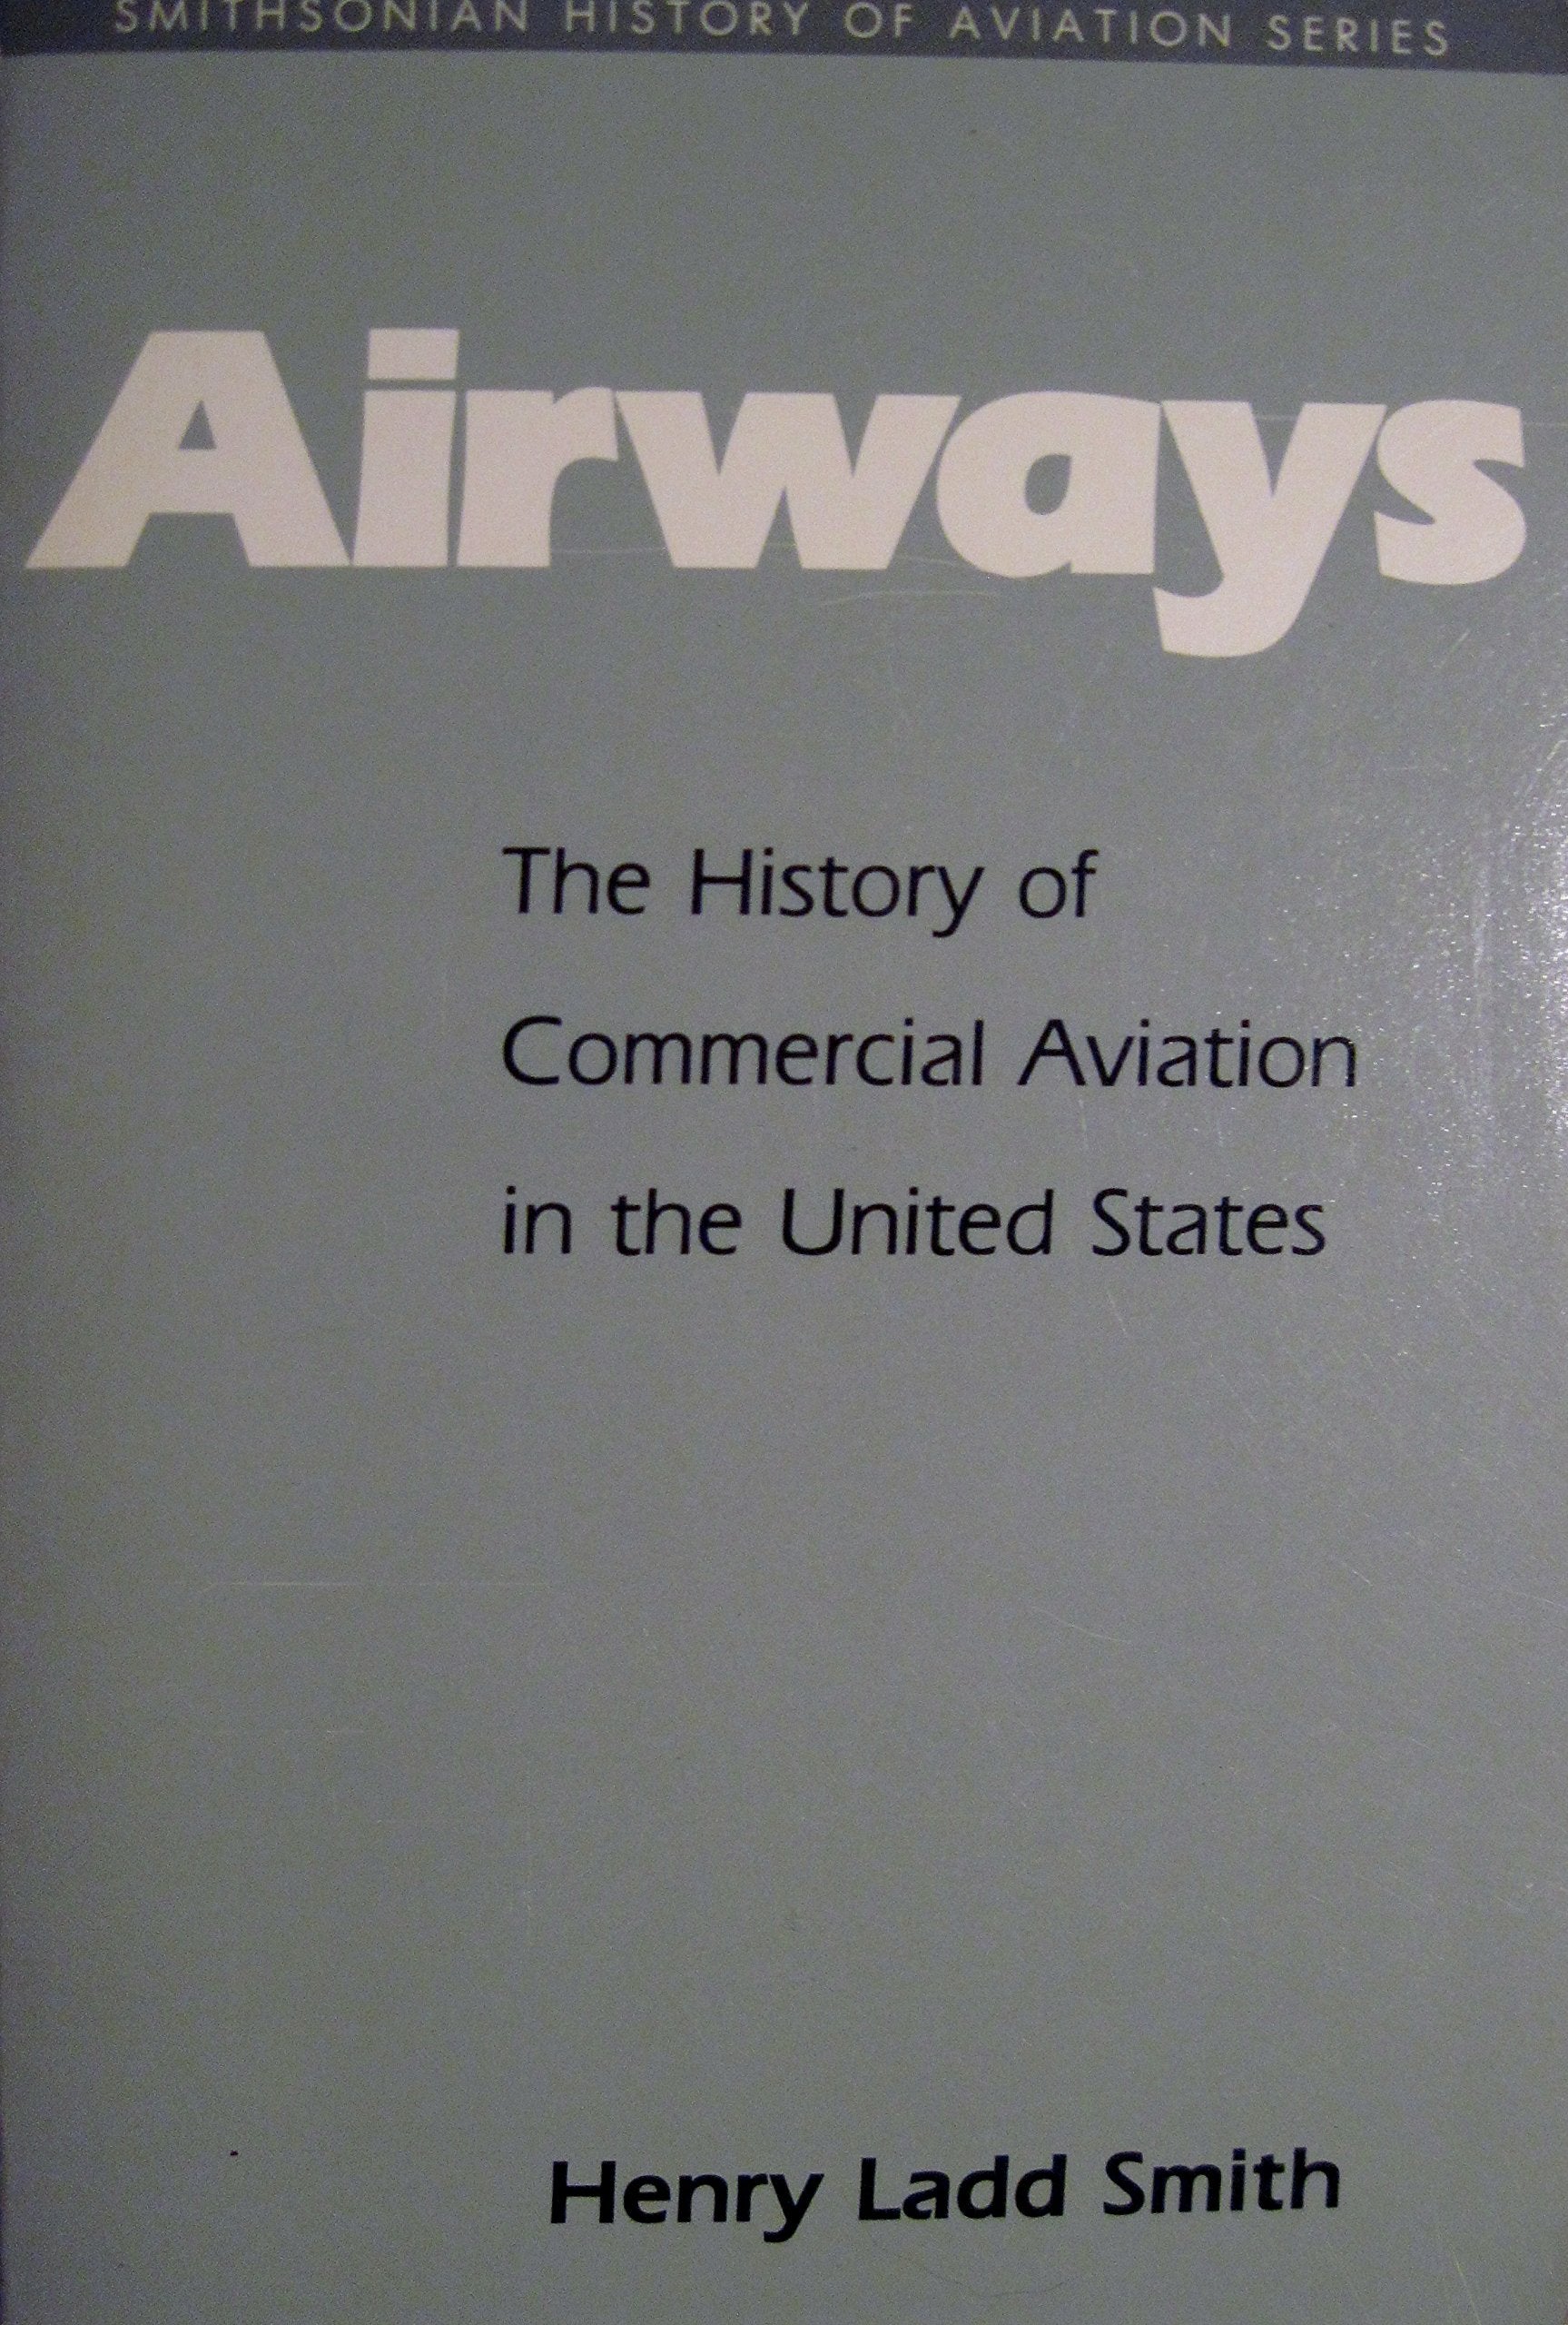 SMITHSONIAN HISTORY OF AVIATION SERIES
Airways
The History of
Commercial Aviation
in the United States
Henry Ladd Smith